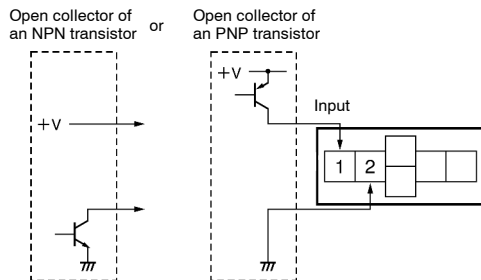 Open collector of
an NPN transistor
or
Open collector of
an PNP transistor
+V
+V
Input
1 2